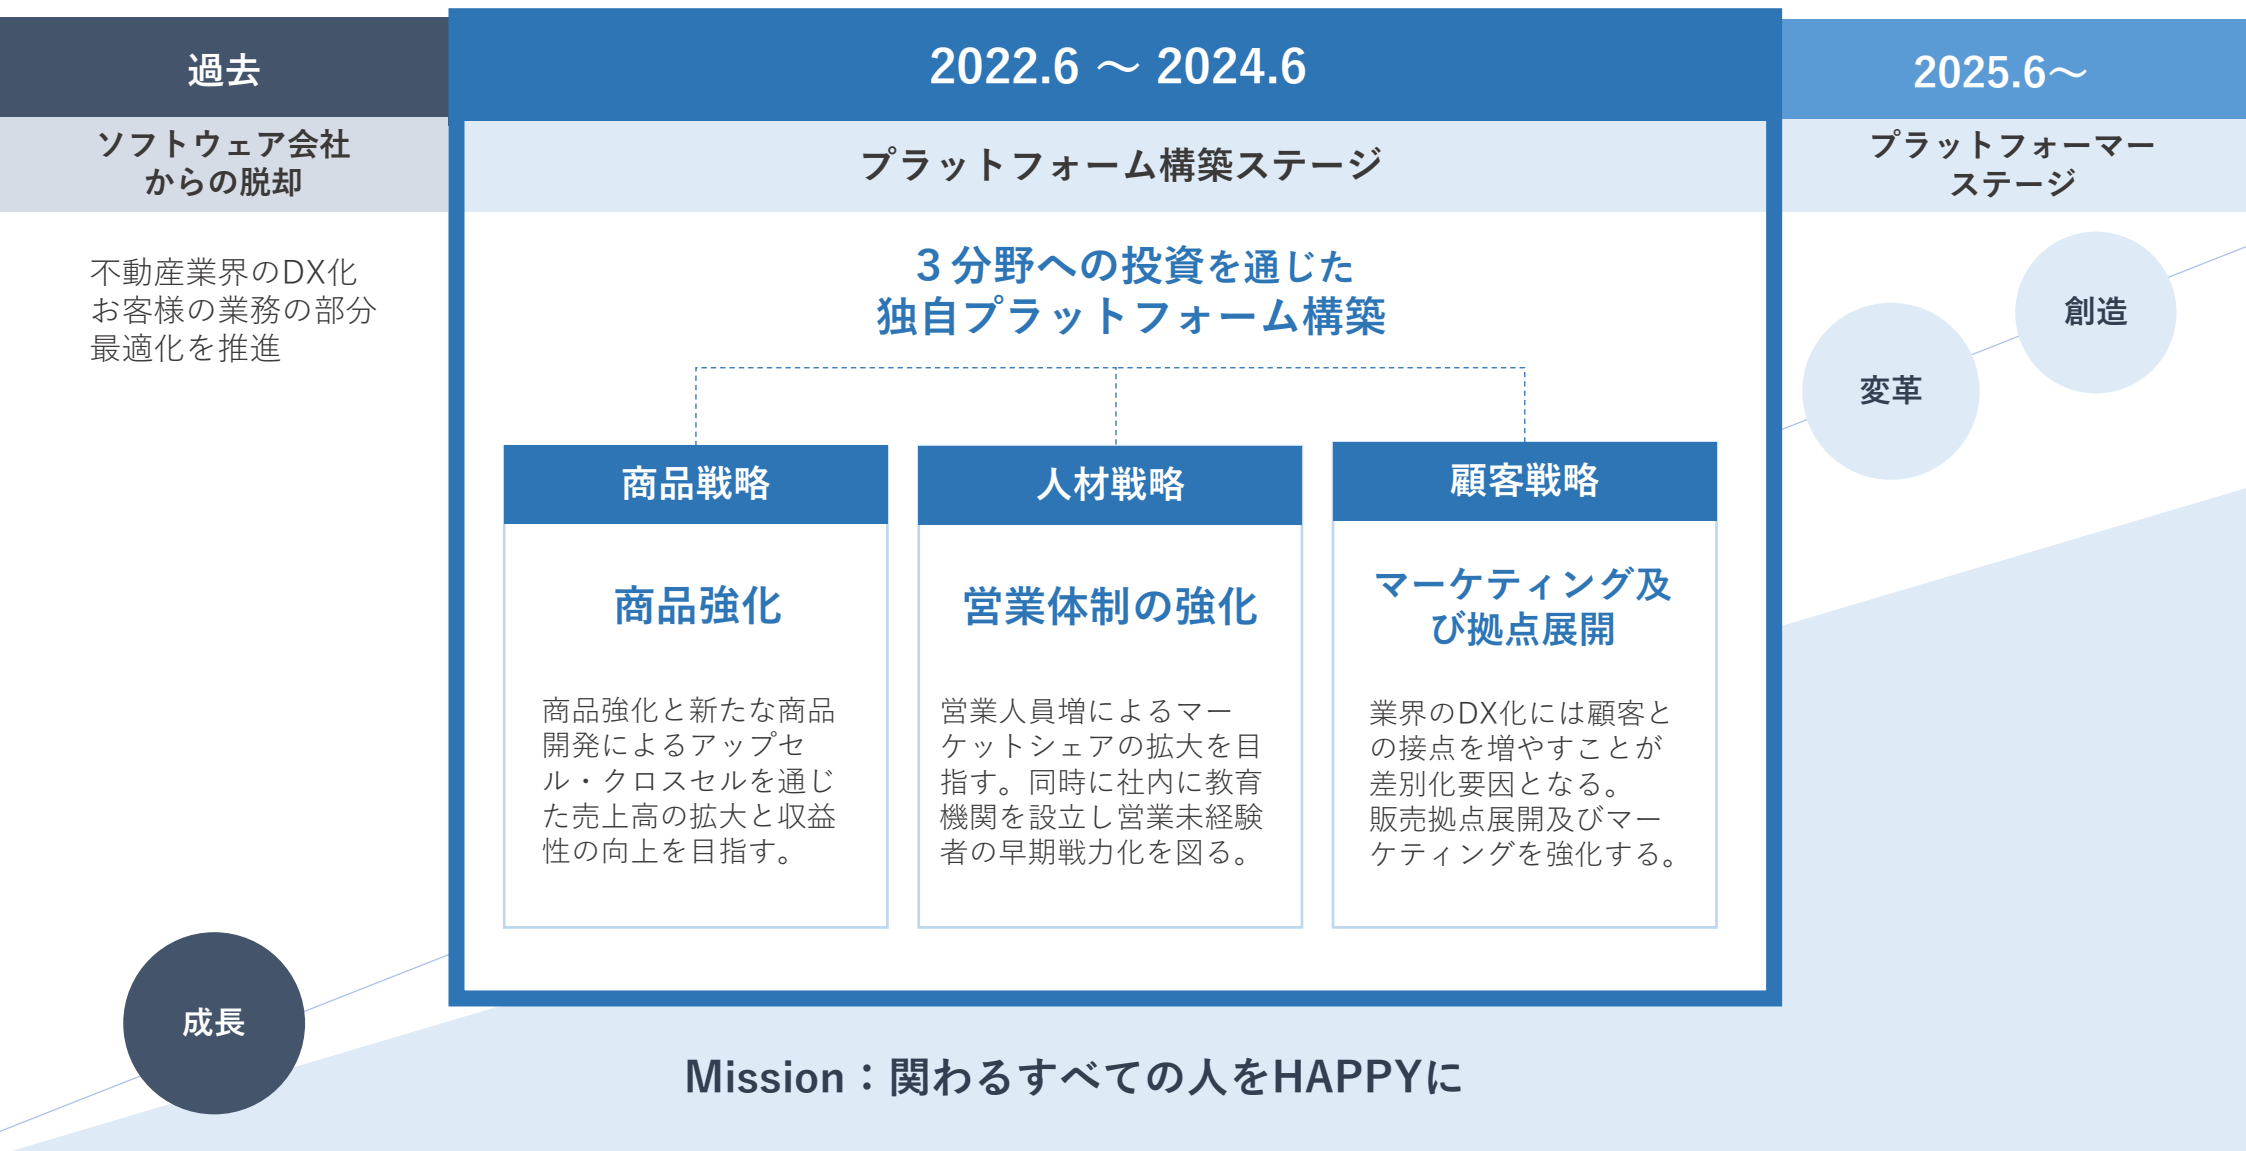 過去
ソフトウェア会社
からの脱却
不動産業界のDX化
お客様の業務の部分
最適化を推進
成長
2022.6 ～ 2024.6
プラットフォーム構築ステージ
３分野への投資を通じた
独自プラットフォーム構築
商品戦略
商品強化
商品強化と新たな商品
開発によるアップセ
ル・クロスセルを通じ
た売上高の拡大と収益
性の向上を目指す。
人材戦略
営業体制の強化
営業人員増によるマー
ケットシェアの拡大を目
指す。同時に社内に教育
機関を設立し営業未経験
者の早期戦力化を図る。
顧客戦略
マーケティング及
び拠点展開
業界のDX化には顧客と
の接点を増やすことが
差別化要因となる。
販売拠点展開及びマー
ケティングを強化する。
2025.6～
プラットフォーマー
ステージ
変革
創造
Mission：関わるすべての人をHAPPYに